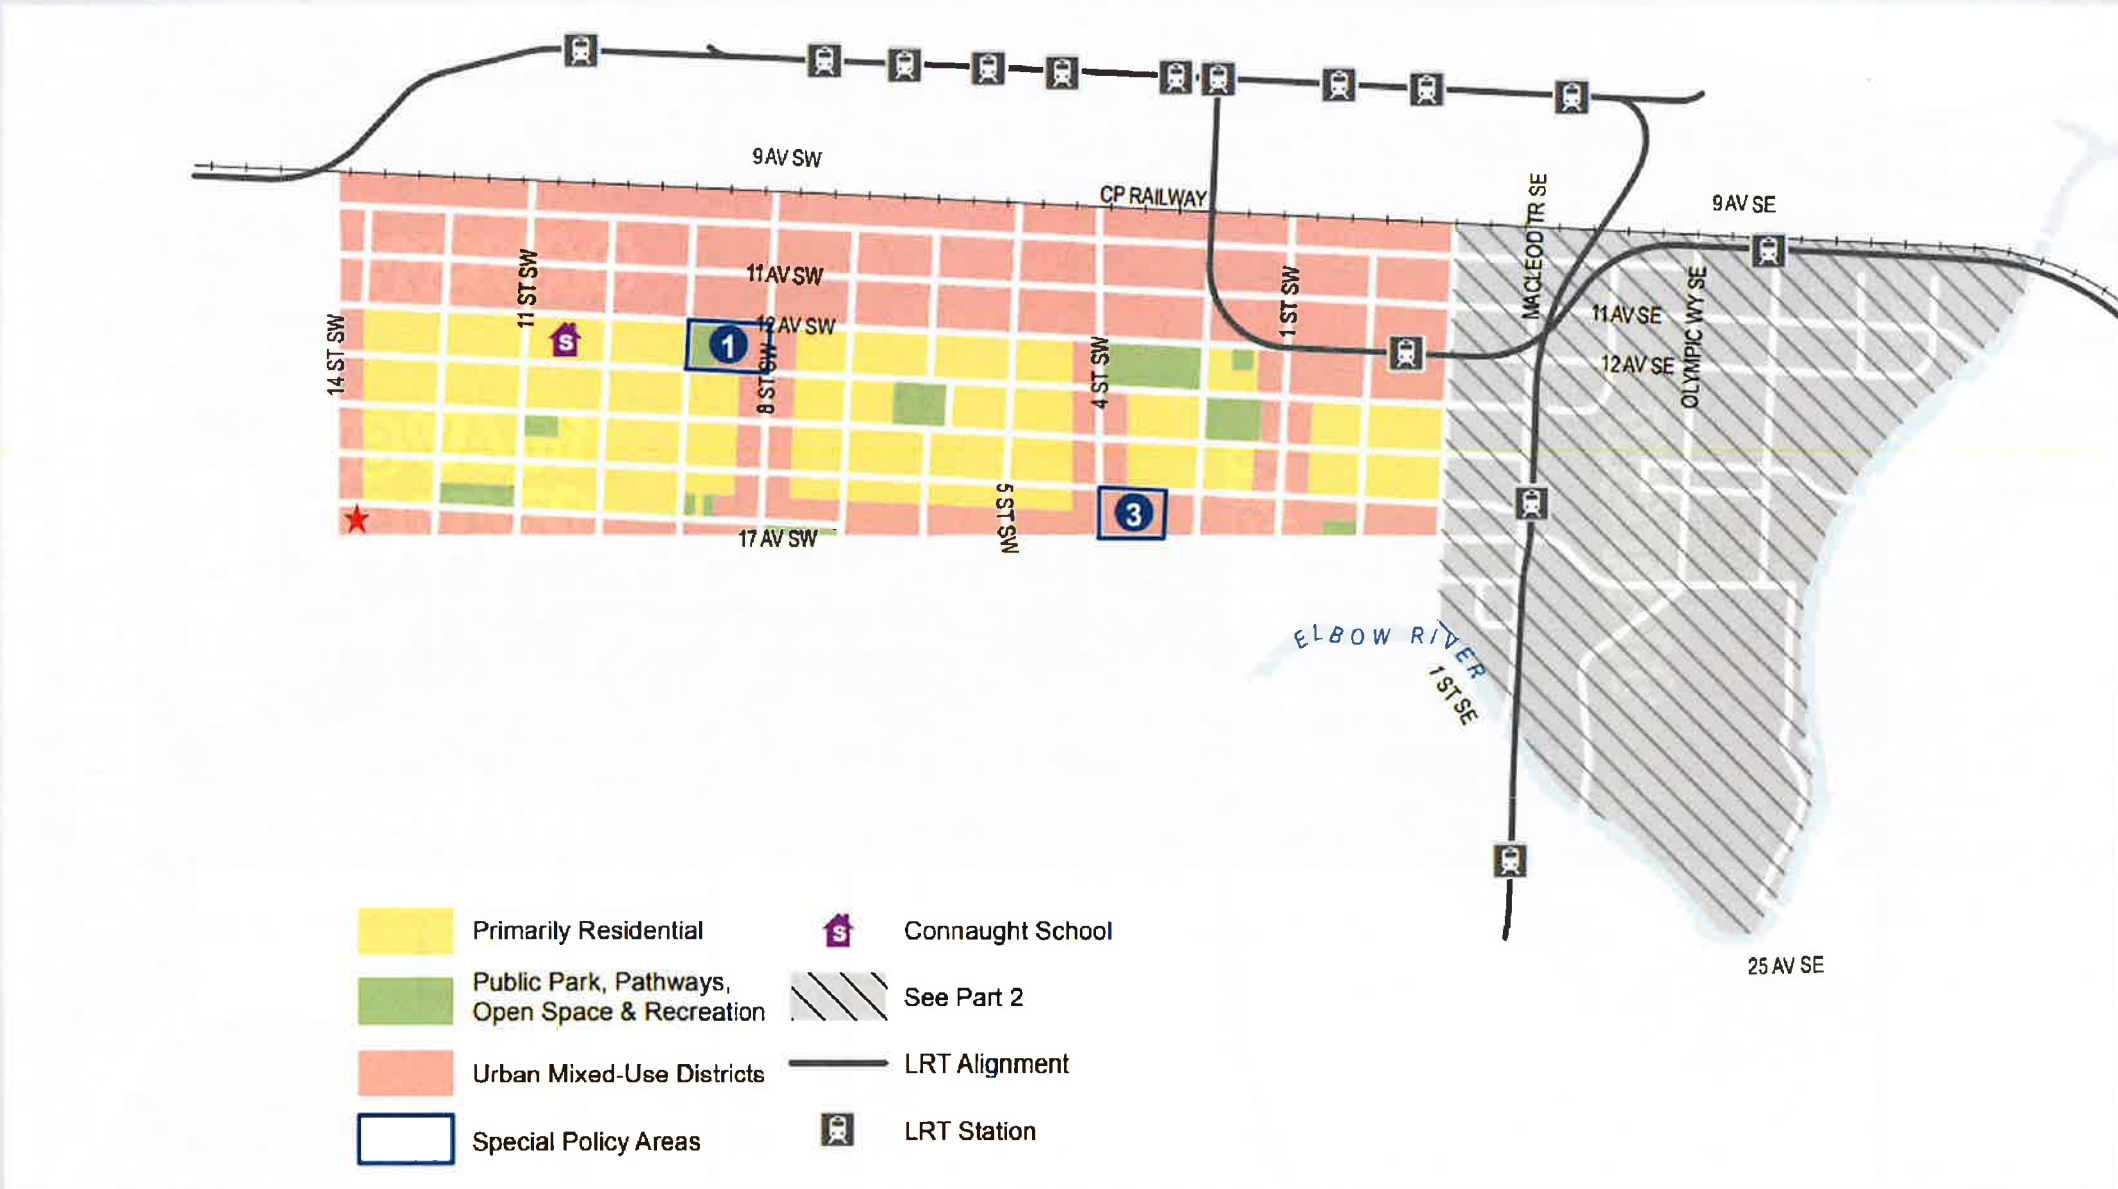 9 AV SW
CP RAILWAY
MACLEOD TR SE
9 AV SE
11 ST SW
11 AV SW
1 ST SW
OLYMPIC WY SE
14 ST SW
1
12 AV SW
8 ST SW
4 ST SW
11 AV SE
12 AV SE
S
5 ST SW
3
17 AV SW
ELBOW RIVER
1 ST SE
25 AV SE
Primarily Residential
S
Connaught School
Public Park, Pathways,
Open Space & Recreation
See Part 2
Urban Mixed-Use Districts
LRT Alignment
Special Policy Areas
LRT Station